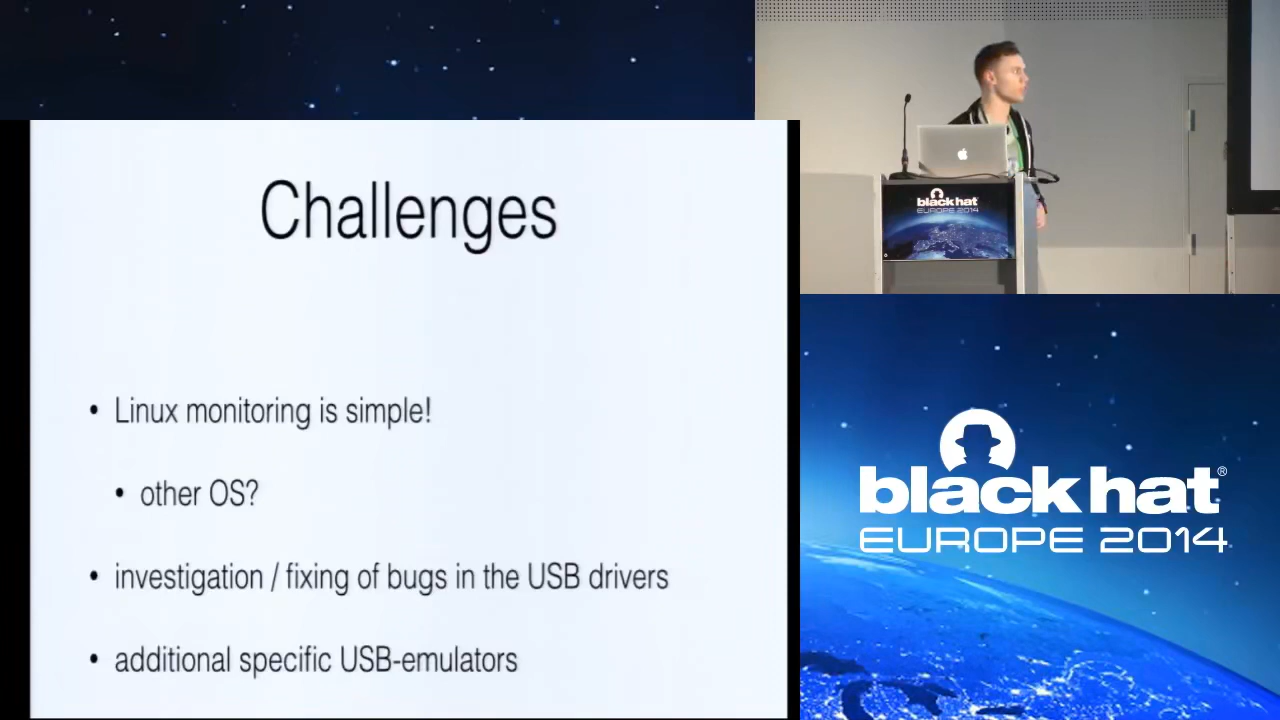 Challenges
• Linux monitoring is simple!
• other OS?
• investigation / fixing of bugs in the USB drivers
• additional specific USB-emulators
black hat
EUROPE 2014
black hat®
EUROPE 2014